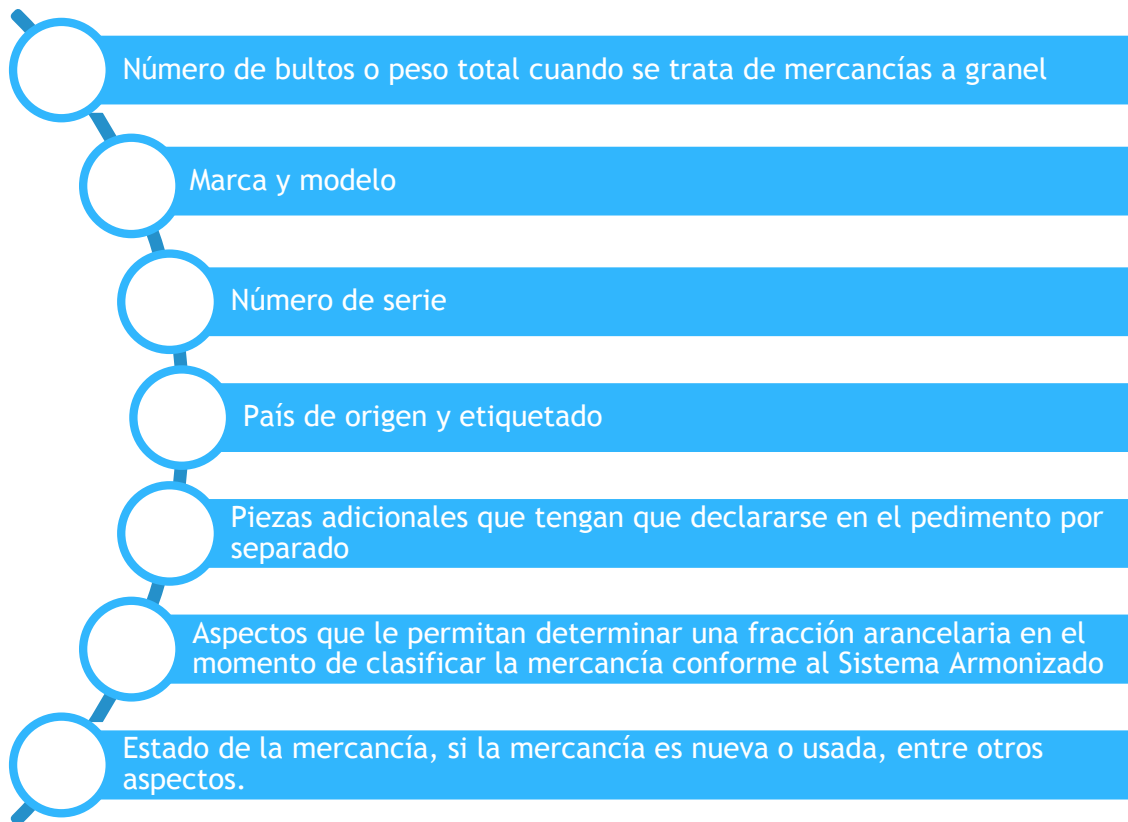 Número de bultos o peso total cuando se trata de mercancías a granel
Marca y modelo
Número de serie
País de origen y etiquetado
Piezas adicionales que tengan que declararse en el pedimento por
separado
Aspectos que le permitan determinar una fracción arancelaria en el
momento de clasificar la mercancía conforme al Sistema Armonizado
Estado de la mercancía, si la mercancía es nueva o usada, entre otros
aspectos.